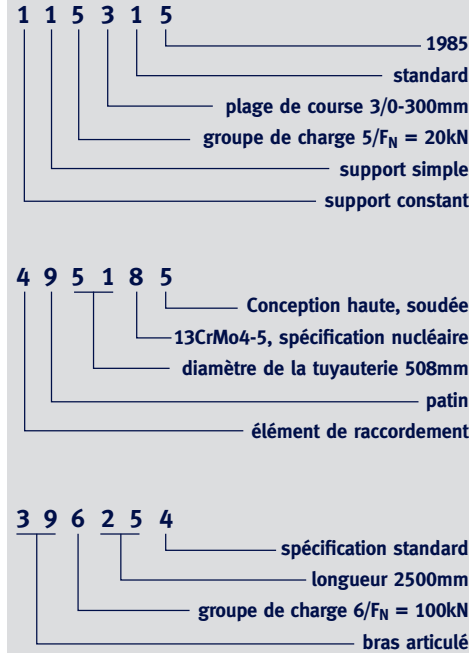 1 1 5 3 1 5
1985
standard
plage de course 3/0-300mm
groupe de charge 5/FN = 20kN
support simple
support constant
4 9 5 1 8 5
Conception haute, soudée
13CrMo4-5, spécification nucléaire
diamètre de la tuyauterie 508mm
patin
élément de raccordement
3 9 6 2 5 4
spécification standard
longueur 2500mm
groupe de charge 6/FN = 100kN
bras articulé